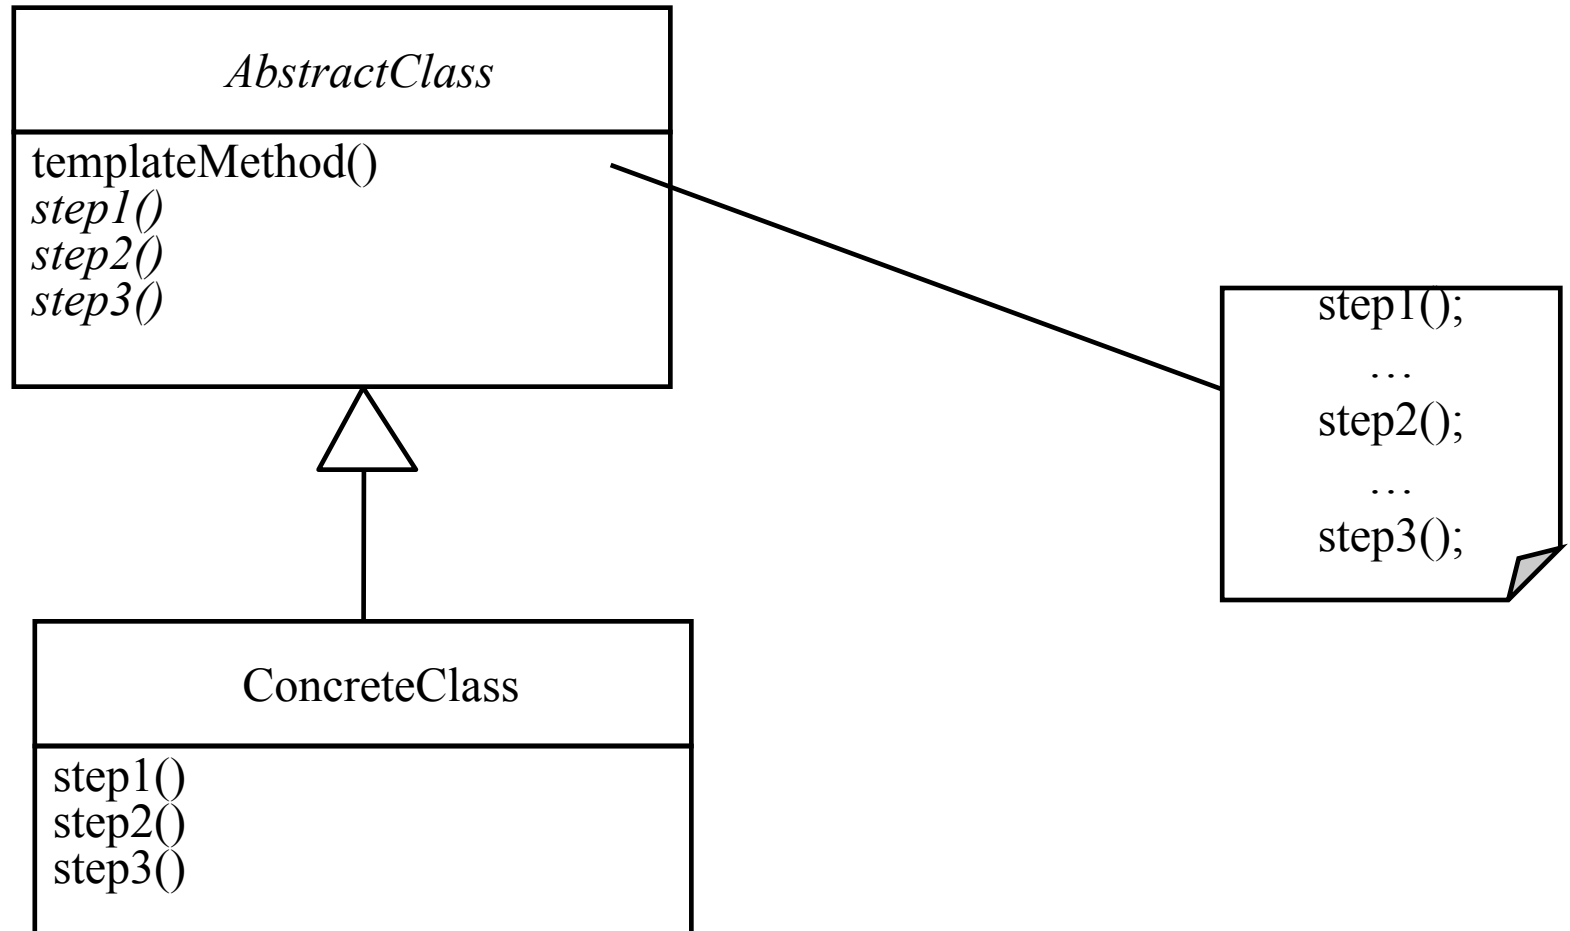 AbstractClass
templateMethod()
step1()
step2()
step3()
step1();
…
step2();
…
step3();
ConcreteClass
step1()
step2()
step3()